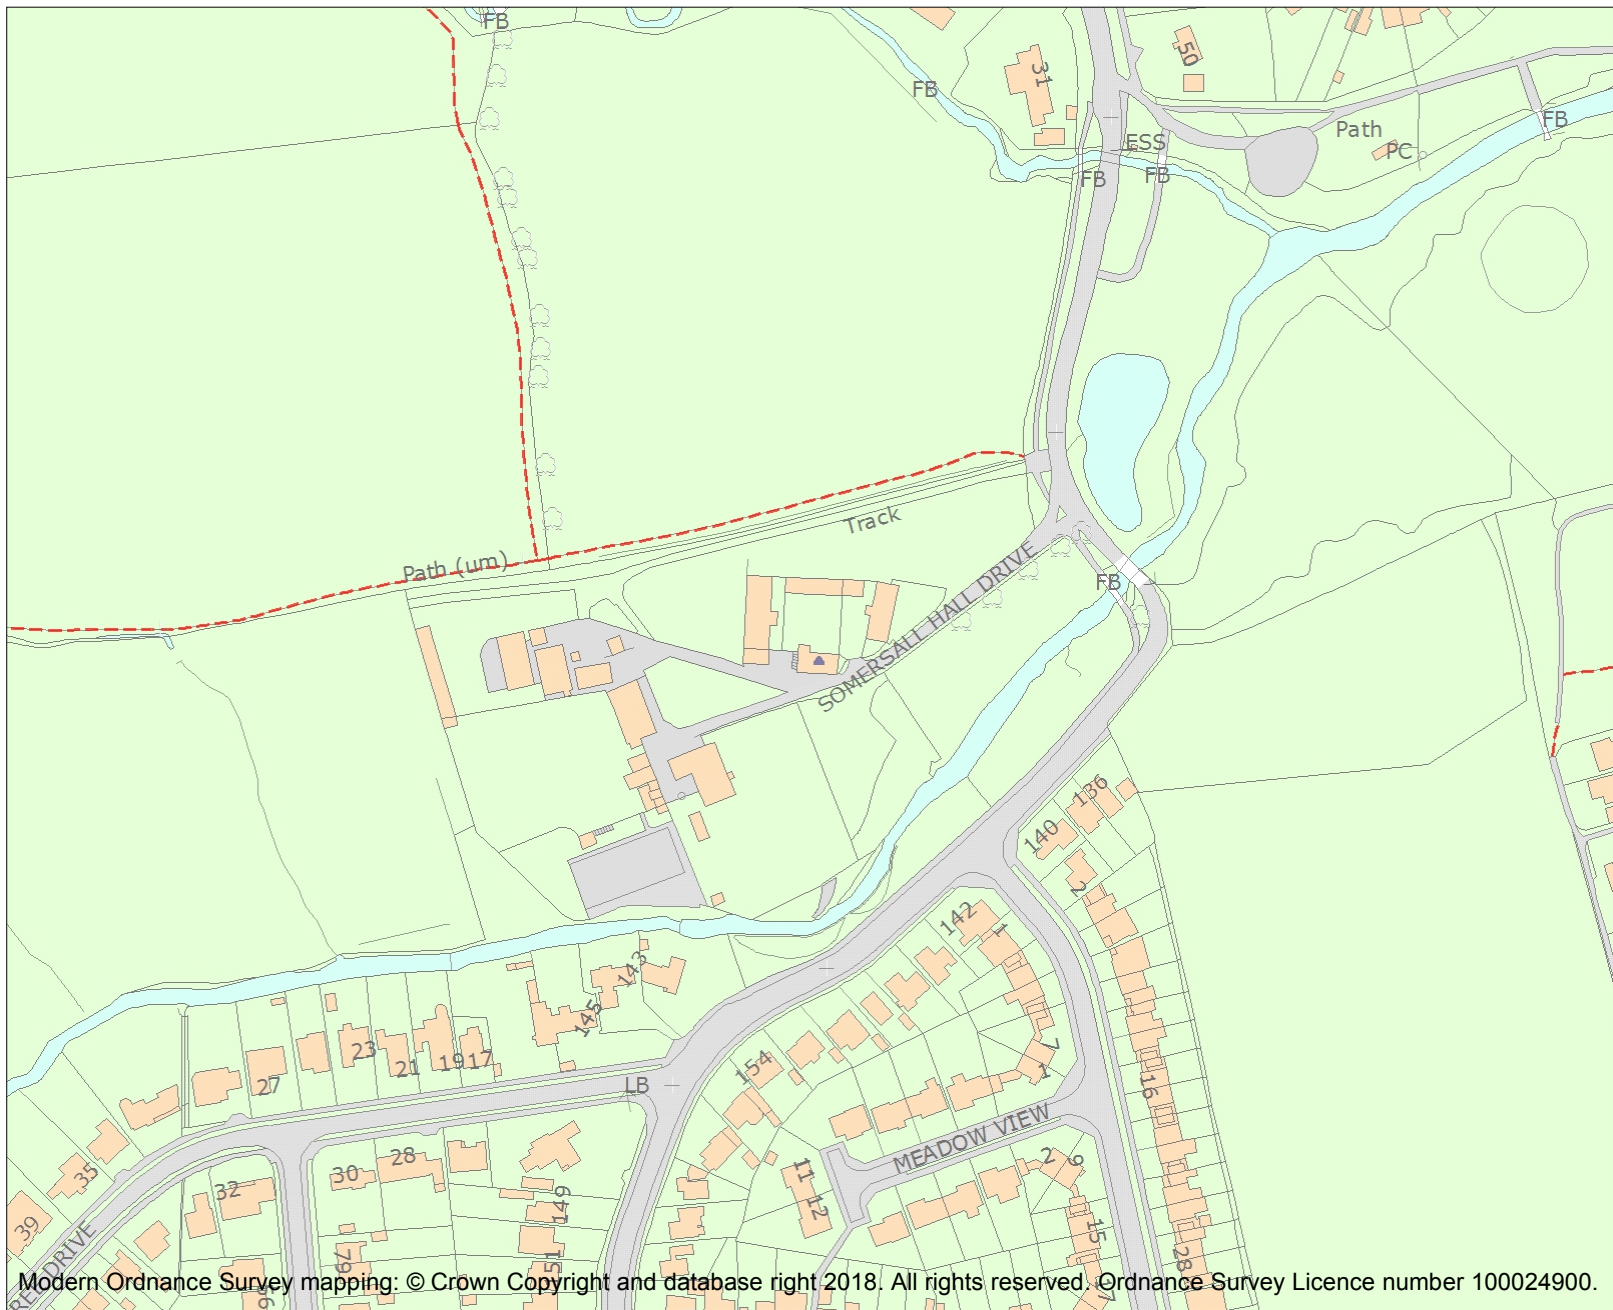 FB
50
31
FB
FB
ESS
Path
PC
FB
FB
Track
Path (um)
SOMERSALL HALL DRIVE
FB
136
140
2
142
1
143
145
23
21
19
17
27
154
7
1
LB
16
MEADOW VIEW
35
30
28
32
2
9
11
12
149
39
15
28
67
151
17
Modern Ordnance Survey mapping: © Crown Copyright and database right 2018. All rights reserved. Ordnance Survey Licence number 100024900.